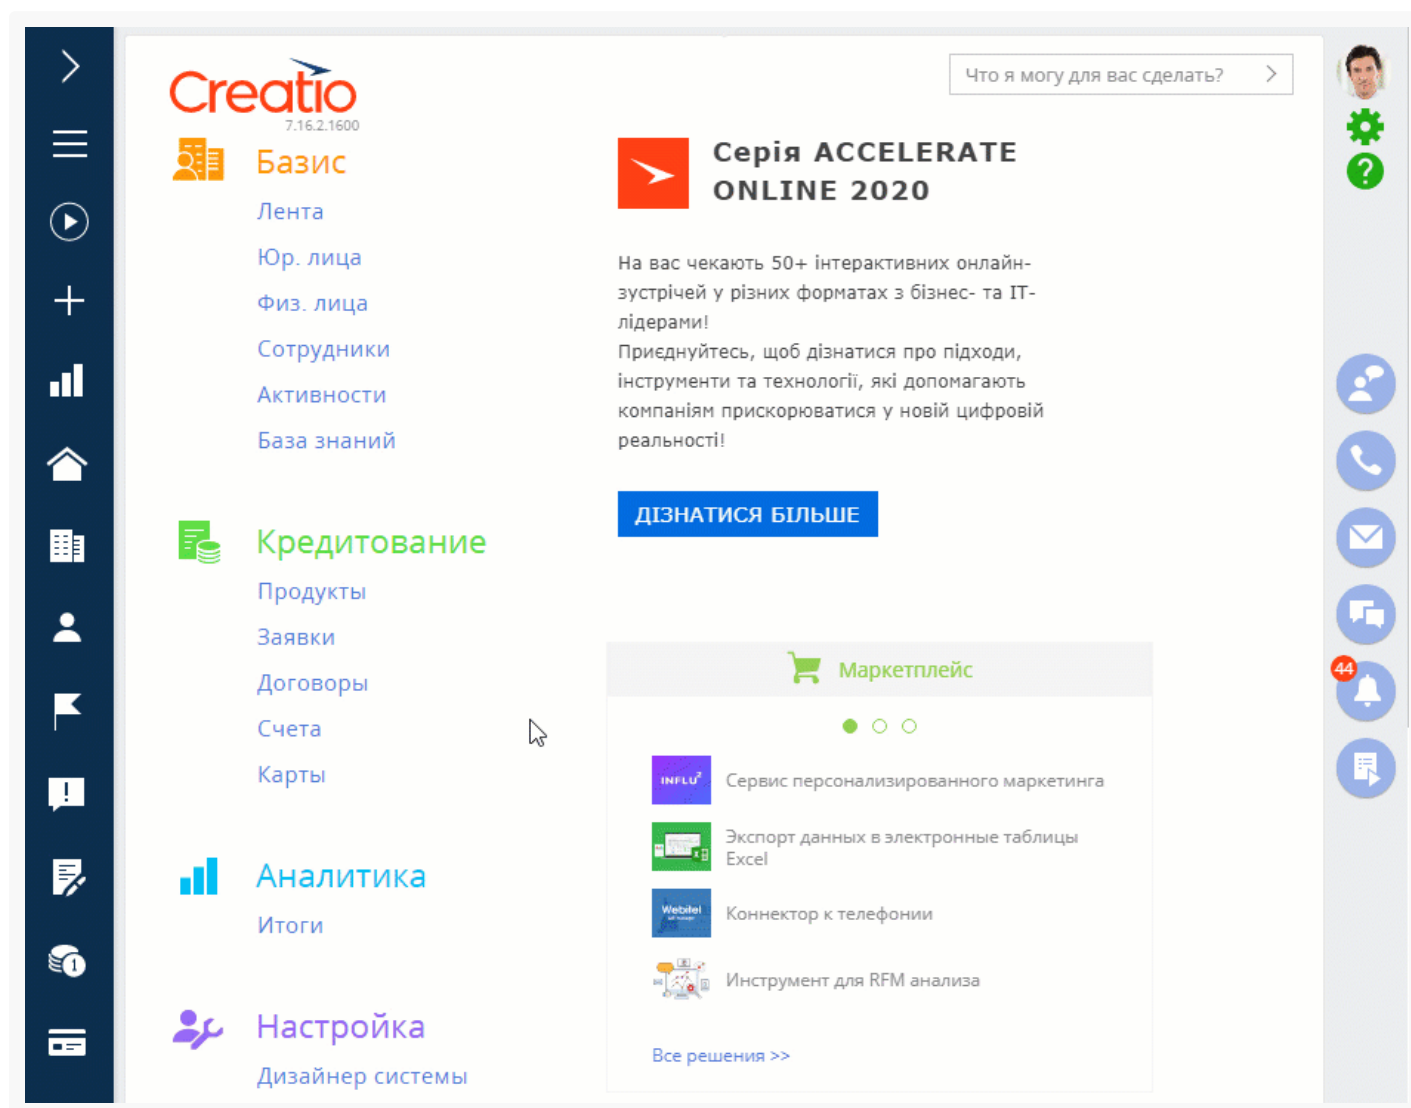 Creatio
7.16.2.1600
Что я могу для вас сделать?
Базис
Лента
Юр. лица
Физ. лица
Сотрудники
Активности
База знаний
Кредитование
Продукты
Заявки
Договоры
Счета
Карты
Аналитика
Итоги
Настройка
Дизайнер системы
Серія ACCELERATE
ONLINE 2020
На вас чекають 50+ інтерактивних онлайн-
зустрічей у різних форматах з бізнес- та IT-
лідерами!
Приєднуйтесь, щоб дізнатися про підходи,
інструменти та технології, які допомагають
компаніям прискорюватися у новій цифровій
реальності!
ДІЗНАТИСЯ БІЛЬШЕ
Маркетплейс
INFLU2
Сервис персонализированного маркетинга
Экспорт данных в электронные таблицы
Excel
Webitel
Коннектор к телефонии
Инструмент для RFM анализа
Все решения >>
44
1